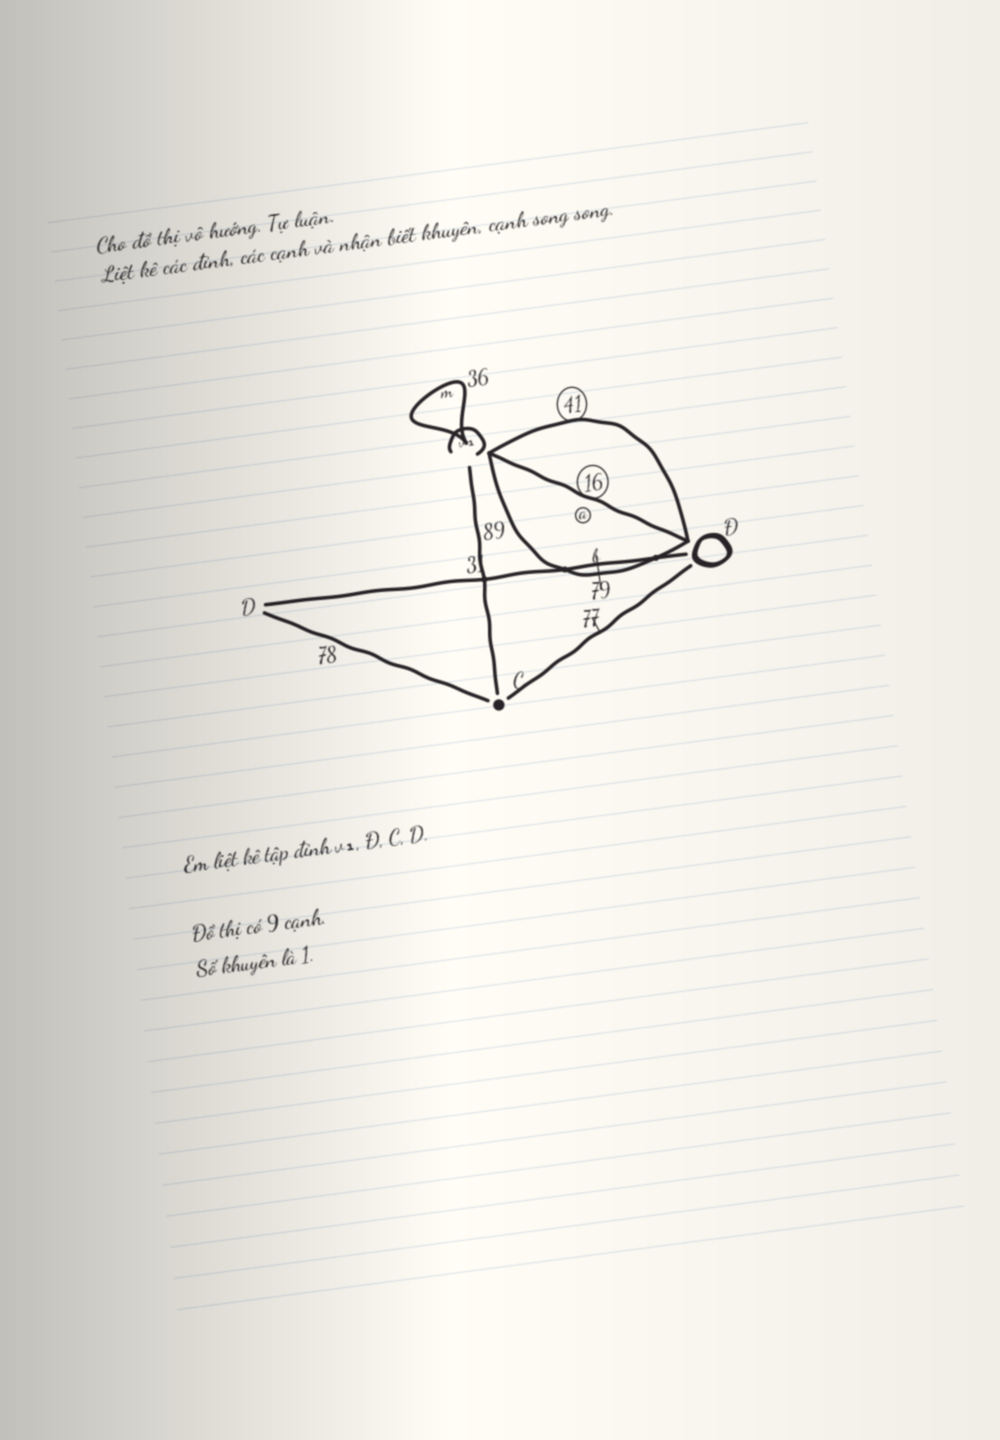 Cho đồ thị vô hướng. Tự luận.
Liệt kê các đỉnh, các cạnh và nhận biết khuyên, cạnh song song.
36
m
41
16
a
Đ
89
6
79
D
77
78
C
Em liệt kê tập đỉnh v₂, Đ, C, D.
Đồ thị có 9 cạnh.
Số khuyên là 1.